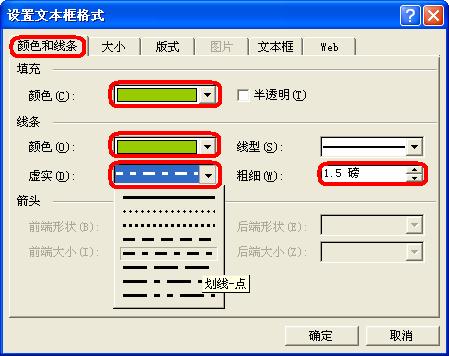 设置文本框格式
颜色和线条 大小 版式 图片 文本框 Web
填充
颜色(C): 半透明(T)
线条
颜色(O): 线型(S):
虚实(D): 粗细(W): 1.5 磅
箭头
前端形状(B): 后端形状(E):
前端大小(I): 后端大小(Z):
划线-点
确定 取消